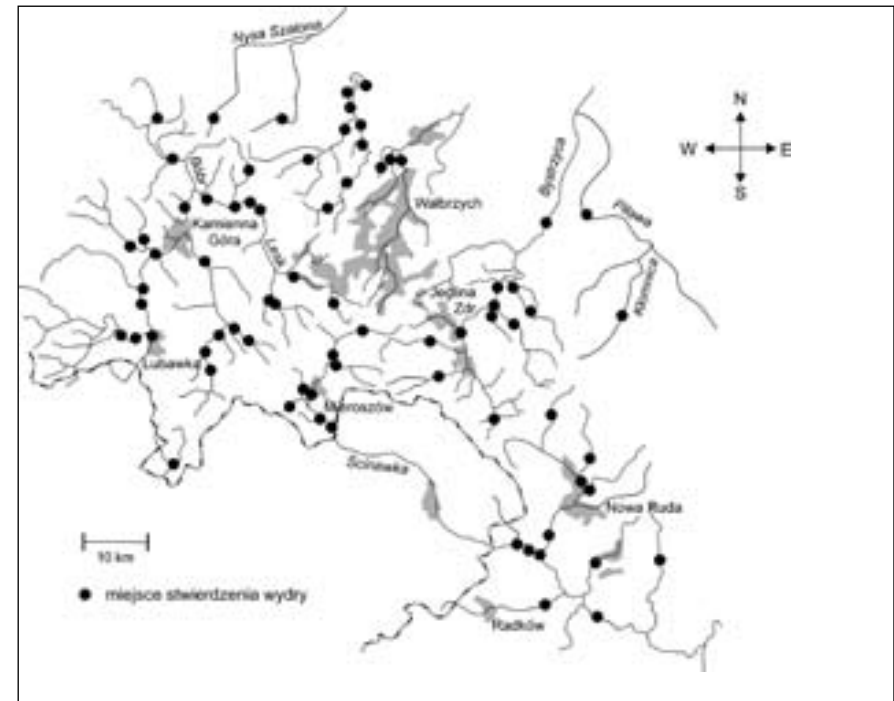 Nysa Szalona
N
W E
S
Bystrzyca
Piława
Bóbr
Wałbrzych
Kamienna
Góra
Lesk
Jedlina
Zdr.
Kłomnica
Lubawka
Mieroszów
Ścinawka
Nowa Ruda
10 km
miejsce stwierdzenia wydry
Radków